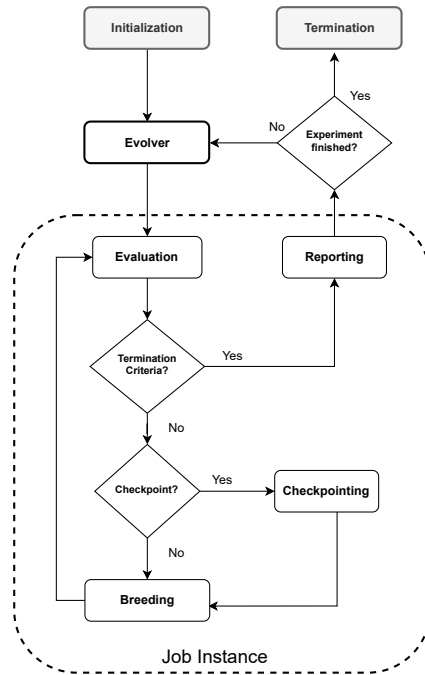 Initialization
Termination
Yes
No
Experiment
finished?
Evolver
Evaluation
Reporting
Termination
Criteria?
Yes
No
Checkpoint?
Yes
Checkpointing
No
Breeding
Job Instance